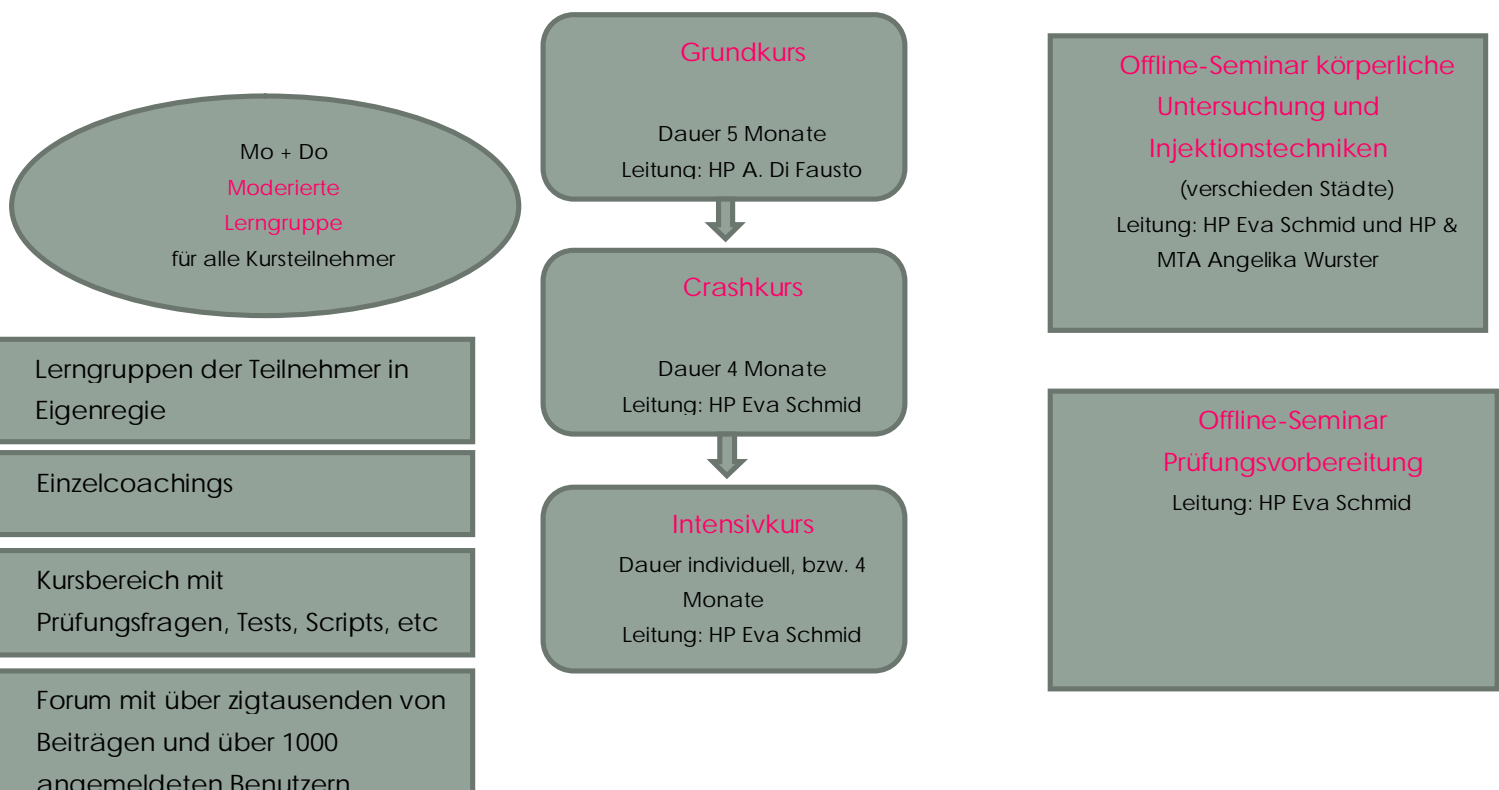 Mo + Do
Moderierte
Lerngruppe
für alle Kursteilnehmer
Lerngruppen der Teilnehmer in
Eigenregie
Einzelcoachings
Kursbereich mit
Prüfungsfragen, Tests, Scripts, etc
Forum mit über zigtausenden von
Beiträgen und über 1000
angemeldeten Benutzern
Grundkurs
Dauer 5 Monate
Leitung: HP A. Di Fausto
Crashkurs
Dauer 4 Monate
Leitung: HP Eva Schmid
Intensivkurs
Dauer individuell, bzw. 4
Monate
Leitung: HP Eva Schmid
Offline-Seminar körperliche
Untersuchung und
Injektionstechniken
(verschieden Städte)
Leitung: HP Eva Schmid und HP &
MTA Angelika Wurster
Offline-Seminar
Prüfungsvorbereitung
Leitung: HP Eva Schmid